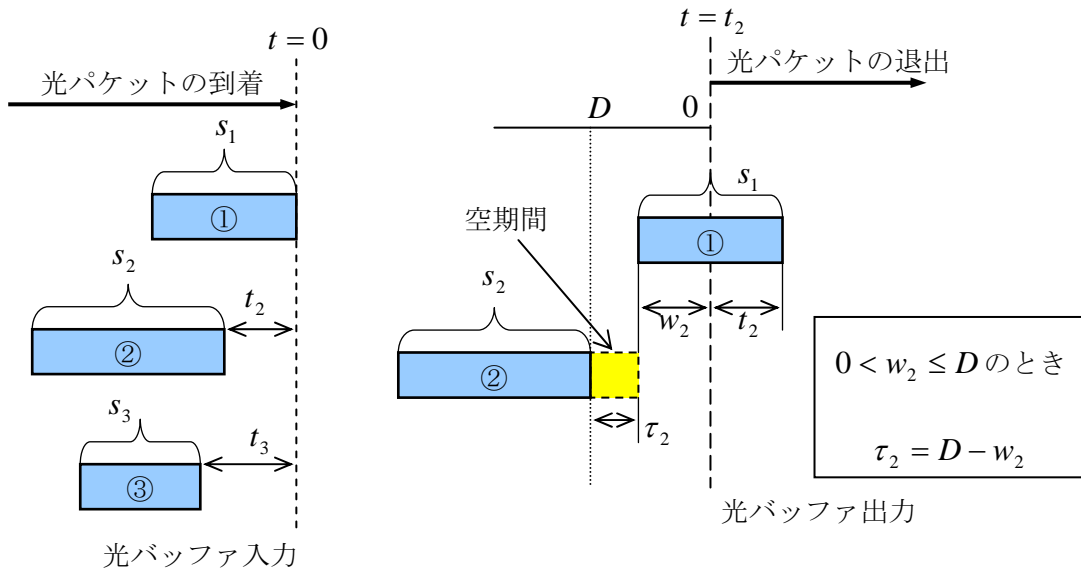 t = 0
光パケットの到着
s₁
①
s₂
t₂
②
s₃
t₃
③
光バッファ入力
t = t₂
光パケットの退出
D
0
s₁
空期間
①
s₂
w₂
t₂
②
τ₂
光バッファ出力
0 < w₂ ≤ D のとき
τ₂ = D − w₂